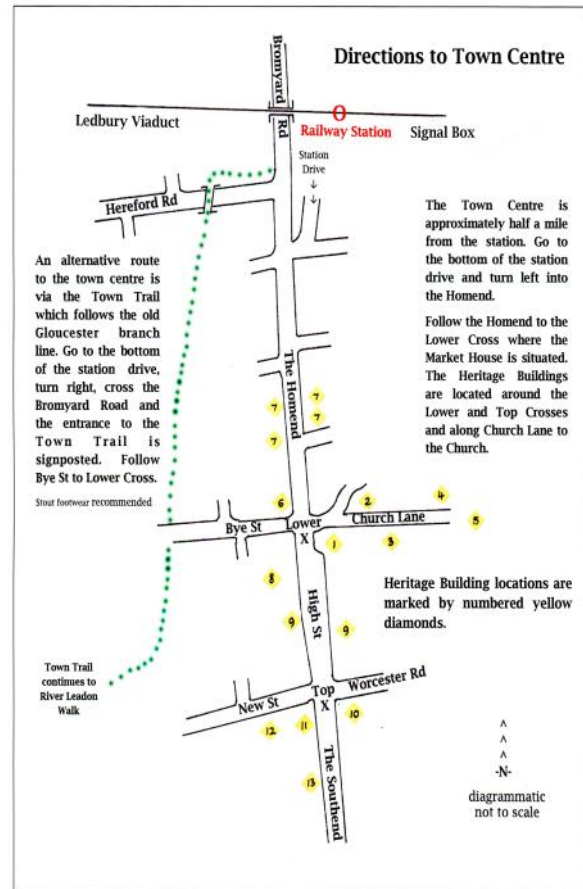 Directions to Town Centre
Bromyard
Rd
Ledbury Viaduct
O
Railway Station
Signal Box
Station
Drive
↓
↓
Hereford Rd
The Town Centre is
approximately half a mile
from the station. Go to
the bottom of the station
drive and turn left into
the Homend.
Follow the Homend to the
Lower Cross where the
Market House is situated.
The Heritage Buildings
are located around the
Lower and Top Crosses
and along Church Lane to
the Church.
An alternative route
to the town centre is
via the Town Trail
which follows the old
Gloucester branch
line. Go to the bottom
of the station drive,
turn right, cross the
Bromyard Road and
the entrance to the
Town Trail is
signposted. Follow
Bye St to Lower Cross.
Stout footwear recommended
The Homend
7
7
7
7
6
2
4
Bye St
Lower
X
Church Lane
5
1
3
8
Heritage Building locations are
marked by numbered yellow
diamonds.
9
High St
9
Town Trail
continues to
River Leadon
Walk
New St
Top
X
Worcester Rd
12
11
10
The Southend
13
^
^
^
^
-N-
diagrammatic
not to scale